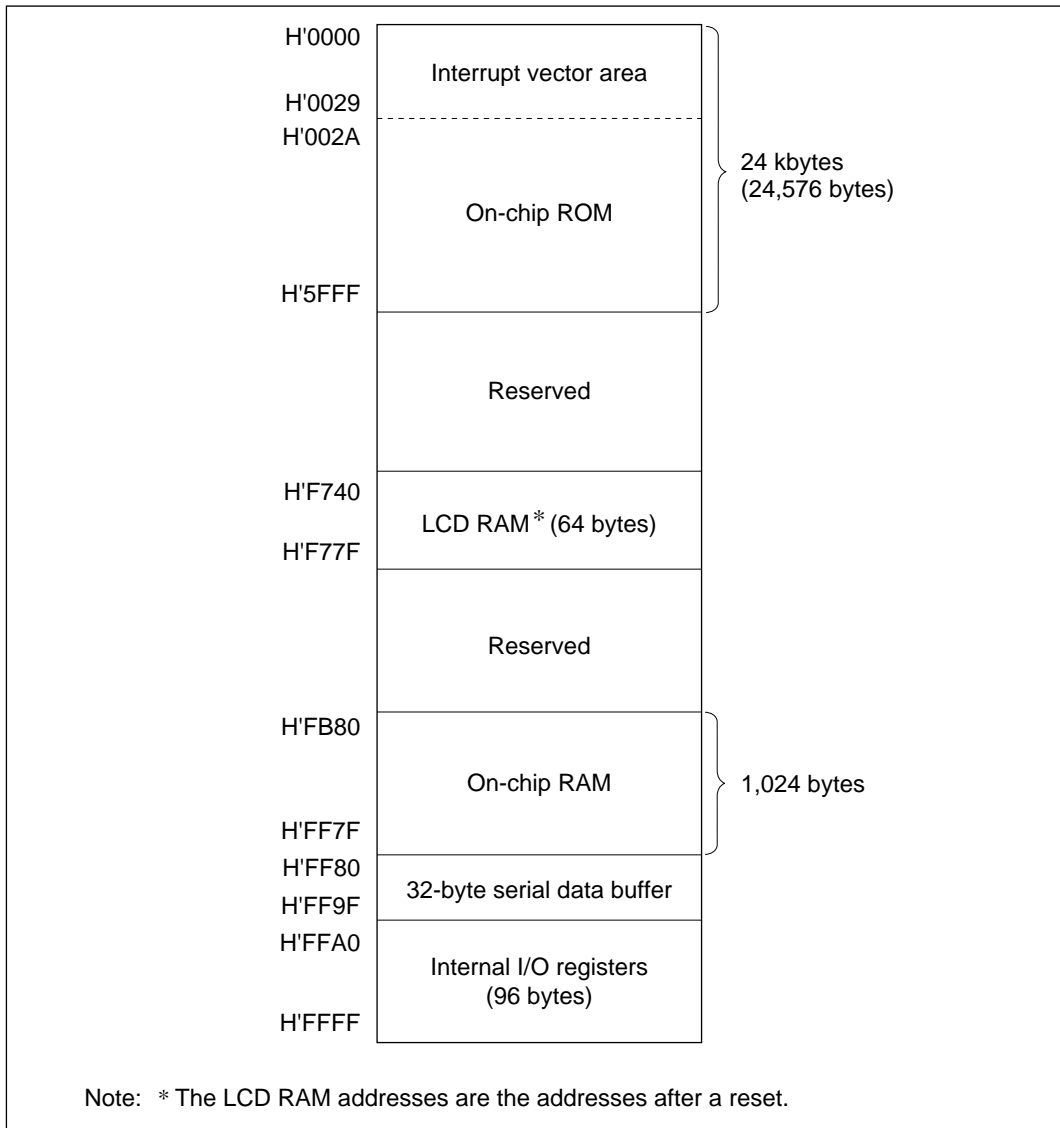 H'0000
Interrupt vector area
H'0029
H'002A
24 kbytes
(24,576 bytes)
On-chip ROM
H'5FFF
Reserved
H'F740
LCD RAM* (64 bytes)
H'F77F
Reserved
H'FB80
On-chip RAM
1,024 bytes
H'FF7F
H'FF80
32-byte serial data buffer
H'FF9F
H'FFA0
Internal I/O registers
(96 bytes)
H'FFFF
Note: * The LCD RAM addresses are the addresses after a reset.